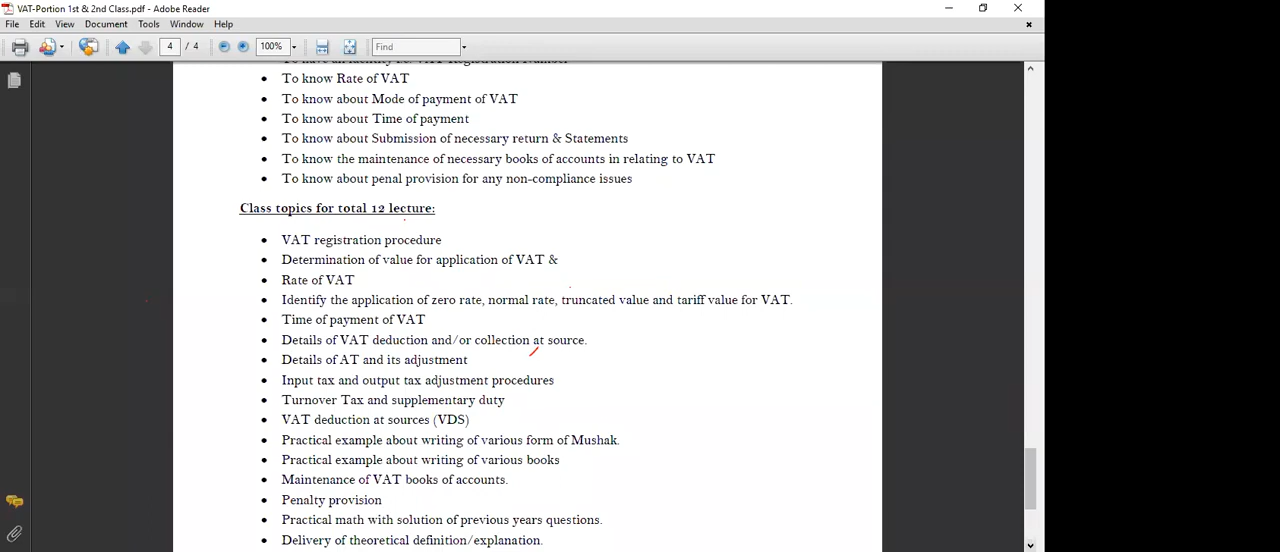 VAT-Portion 1st & 2nd Class.pdf - Adobe Reader
File Edit View Document Tools Window Help
4 / 4 100% Find
To have an identity i.e. VAT Registration Number
• To know Rate of VAT
• To know about Mode of payment of VAT
• To know about Time of payment
• To know about Submission of necessary return & Statements
• To know the maintenance of necessary books of accounts in relating to VAT
• To know about penal provision for any non-compliance issues
Class topics for total 12 lecture:
• VAT registration procedure
• Determination of value for application of VAT &
• Rate of VAT
• Identify the application of zero rate, normal rate, truncated value and tariff value for VAT.
• Time of payment of VAT
• Details of VAT deduction and/or collection at source.
• Details of AT and its adjustment
• Input tax and output tax adjustment procedures
• Turnover Tax and supplementary duty
• VAT deduction at sources (VDS)
• Practical example about writing of various form of Mushak.
• Practical example about writing of various books
• Maintenance of VAT books of accounts.
• Penalty provision
• Practical math with solution of previous years questions.
• Delivery of theoretical definition/explanation.